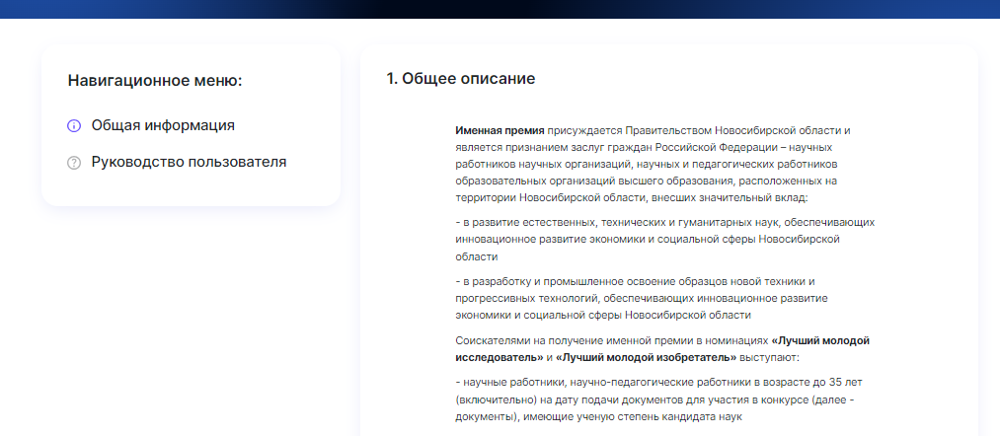 Навигационное меню:
Общая информация
Руководство пользователя
1. Общее описание
Именная премия присуждается Правительством Новосибирской области и
является признанием заслуг граждан Российской Федерации – научных
работников научных организаций, научных и педагогических работников
образовательных организаций высшего образования, расположенных на
территории Новосибирской области, внесших значительный вклад:
- в развитие естественных, технических и гуманитарных наук, обеспечивающих
инновационное развитие экономики и социальной сферы Новосибирской
области
- в разработку и промышленное освоение образцов новой техники и
прогрессивных технологий, обеспечивающих инновационное развитие
экономики и социальной сферы Новосибирской области
Соискателями на получение именной премии в номинациях «Лучший молодой
исследователь» и «Лучший молодой изобретатель» выступают:
- научные работники, научно-педагогические работники в возрасте до 35 лет
(включительно) на дату подачи документов для участия в конкурсе (далее -
документы), имеющие ученую степень кандидата наук